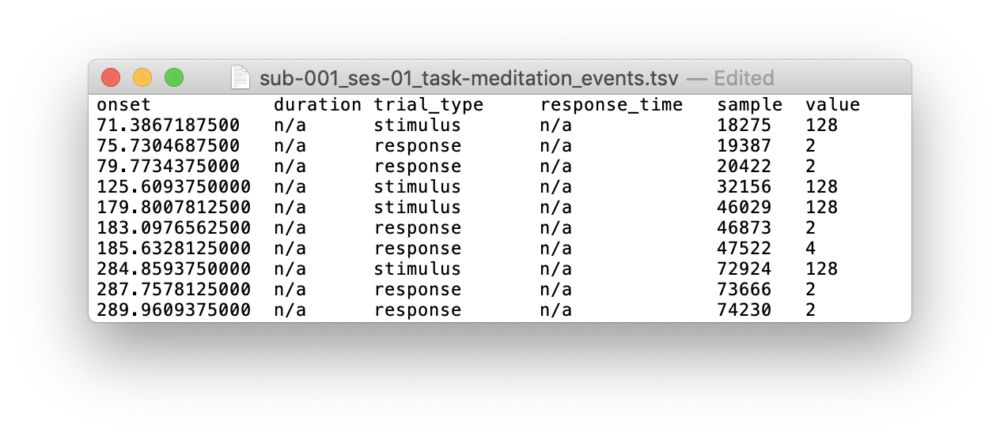 sub-001_ses-01_task-meditation_events.tsv — Edited
onset duration trial_type response_time sample value
71.3867187500 n/a stimulus n/a 18275 128
75.7304687500 n/a response n/a 19387 2
79.7734375000 n/a response n/a 20422 2
125.6093750000 n/a stimulus n/a 32156 128
179.8007812500 n/a stimulus n/a 46029 128
183.0976562500 n/a response n/a 46873 2
185.6328125000 n/a response n/a 47522 4
284.8593750000 n/a stimulus n/a 72924 128
287.7578125000 n/a response n/a 73666 2
289.9609375000 n/a response n/a 74230 2